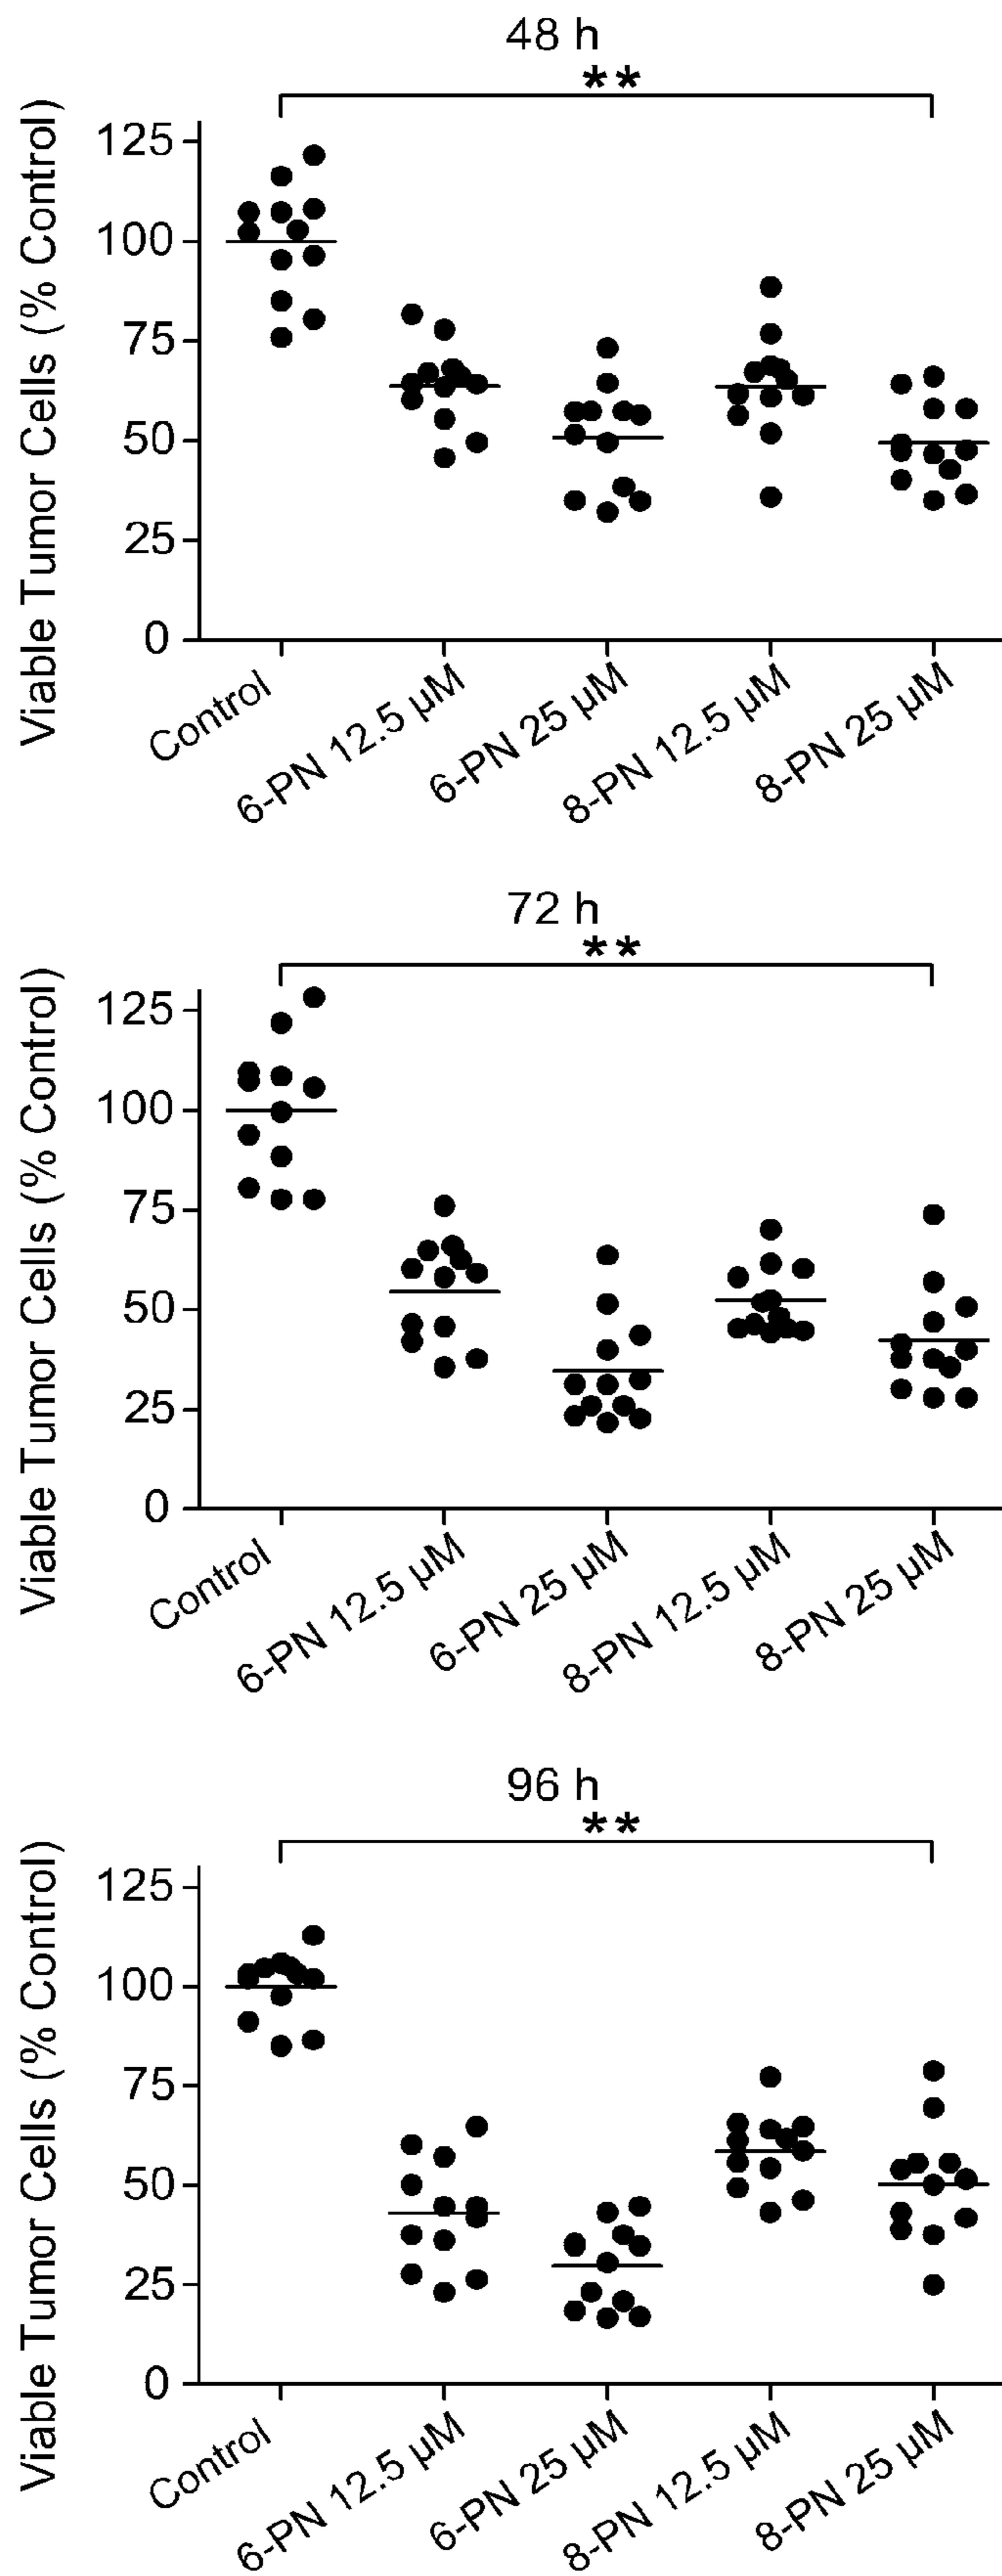 48 h
**
Viable Tumor Cells (% Control)
125
100
75
50
25
0
Control
6-PN 12.5 µM
6-PN 25 µM
8-PN 12.5 µM
8-PN 25 µM
72 h
**
Viable Tumor Cells (% Control)
125
100
75
50
25
0
Control
6-PN 12.5 µM
6-PN 25 µM
8-PN 12.5 µM
8-PN 25 µM
96 h
**
Viable Tumor Cells (% Control)
125
100
75
50
25
0
Control
6-PN 12.5 µM
6-PN 25 µM
8-PN 12.5 µM
8-PN 25 µM